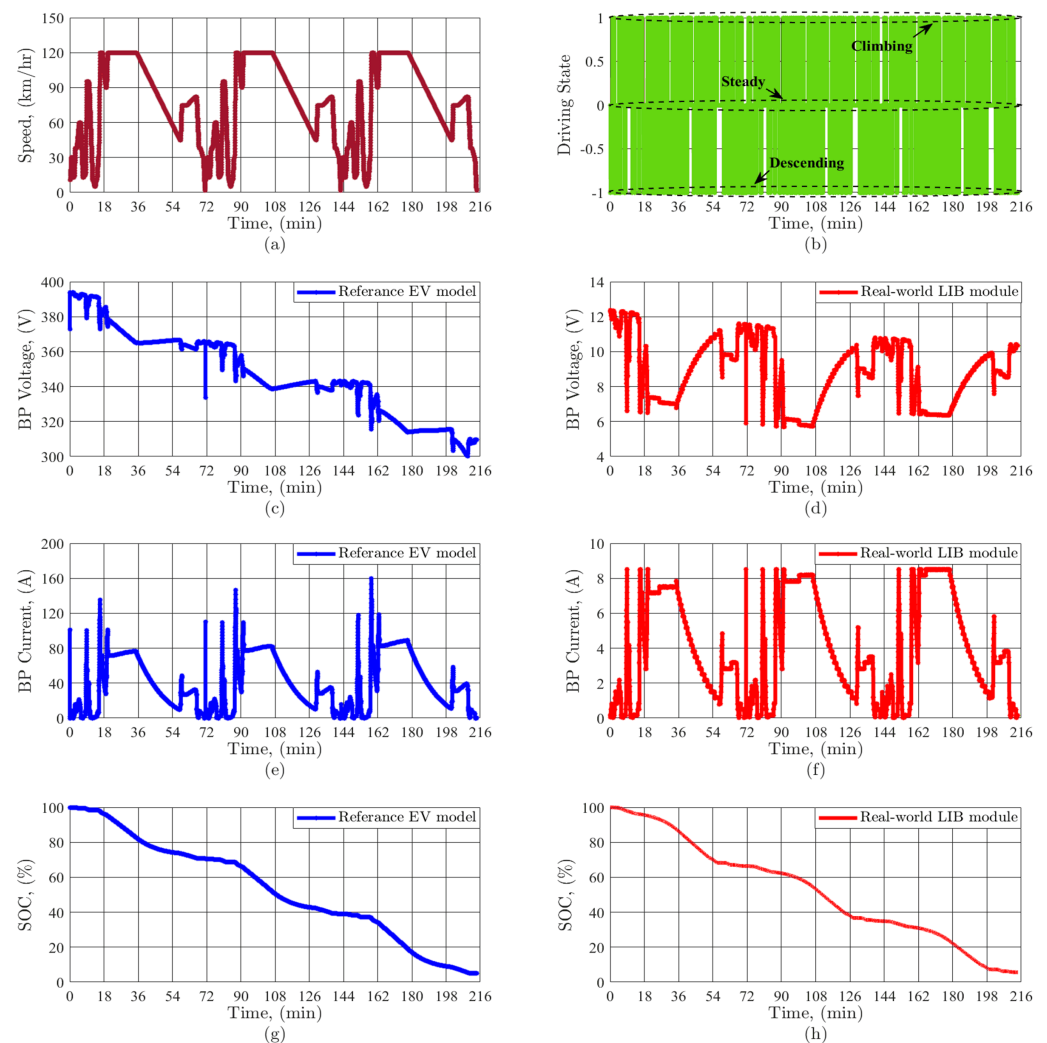 150
120
90
60
30
0
Speed, (km/hr)
0 18 36 54 72 90 108 126 144 162 180 198 216
Time, (min)
(a)
1
0.5
0
-0.5
-1
Driving State
Climbing
Steady
Descending
0 18 36 54 72 90 108 126 144 162 180 198 216
Time, (min)
(b)
400
380
360
340
320
300
BP Voltage, (V)
Referance EV model
0 18 36 54 72 90 108 126 144 162 180 198 216
Time, (min)
(c)
14
12
10
8
6
4
BP Voltage, (V)
Real-world LIB module
0 18 36 54 72 90 108 126 144 162 180 198 216
Time, (min)
(d)
200
160
120
80
40
0
BP Current, (A)
Referance EV model
0 18 36 54 72 90 108 126 144 162 180 198 216
Time, (min)
(e)
10
8
6
4
2
0
BP Current, (A)
Real-world LIB module
0 18 36 54 72 90 108 126 144 162 180 198 216
Time, (min)
(f)
100
80
60
40
20
0
SOC, (%)
Referance EV model
0 18 36 54 72 90 108 126 144 162 180 198 216
Time, (min)
(g)
100
80
60
40
20
0
SOC, (%)
Real-world LIB module
0 18 36 54 72 90 108 126 144 162 180 198 216
Time, (min)
(h)